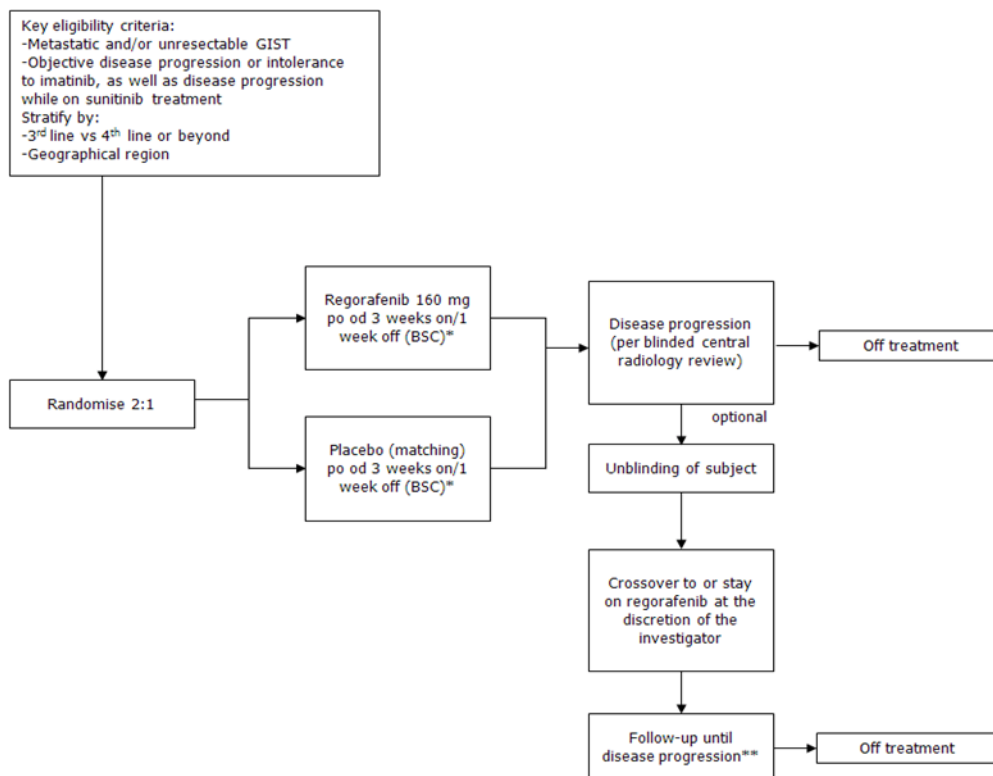 Key eligibility criteria:
-Metastatic and/or unresectable GIST
-Objective disease progression or intolerance
to imatinib, as well as disease progression
while on sunitinib treatment
Stratify by:
-3rd line vs 4th line or beyond
-Geographical region
Randomise 2:1
Regorafenib 160 mg
po od 3 weeks on/1
week off (BSC)*
Placebo (matching)
po od 3 weeks on/1
week off (BSC)*
Disease progression
(per blinded central
radiology review)
Off treatment
optional
Unblinding of subject
Crossover to or stay
on regorafenib at the
discretion of the
investigator
Follow-up until
disease progression**
Off treatment